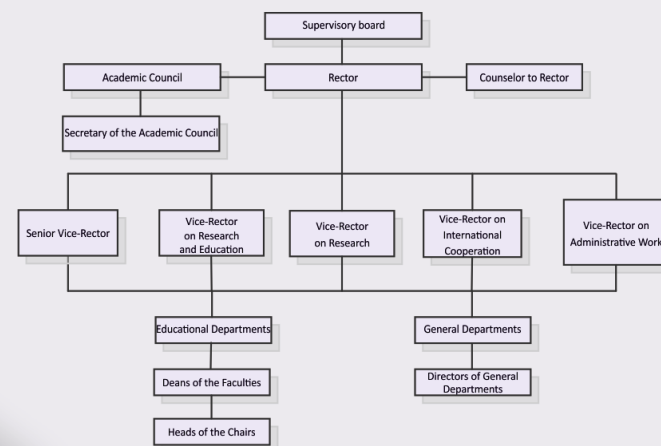 Supervisory board
Academic Council
Rector
Counselor to Rector
Secretary of the Academic Council
Senior Vice-Rector
Vice-Rector
on Research
and Education
Vice-Rector
on Research
Vice-Rector on
International
Cooperation
Vice-Rector on
Administrative Work
Educational Departments
General Departments
Deans of the Faculties
Directors of General
Departments
Heads of the Chairs